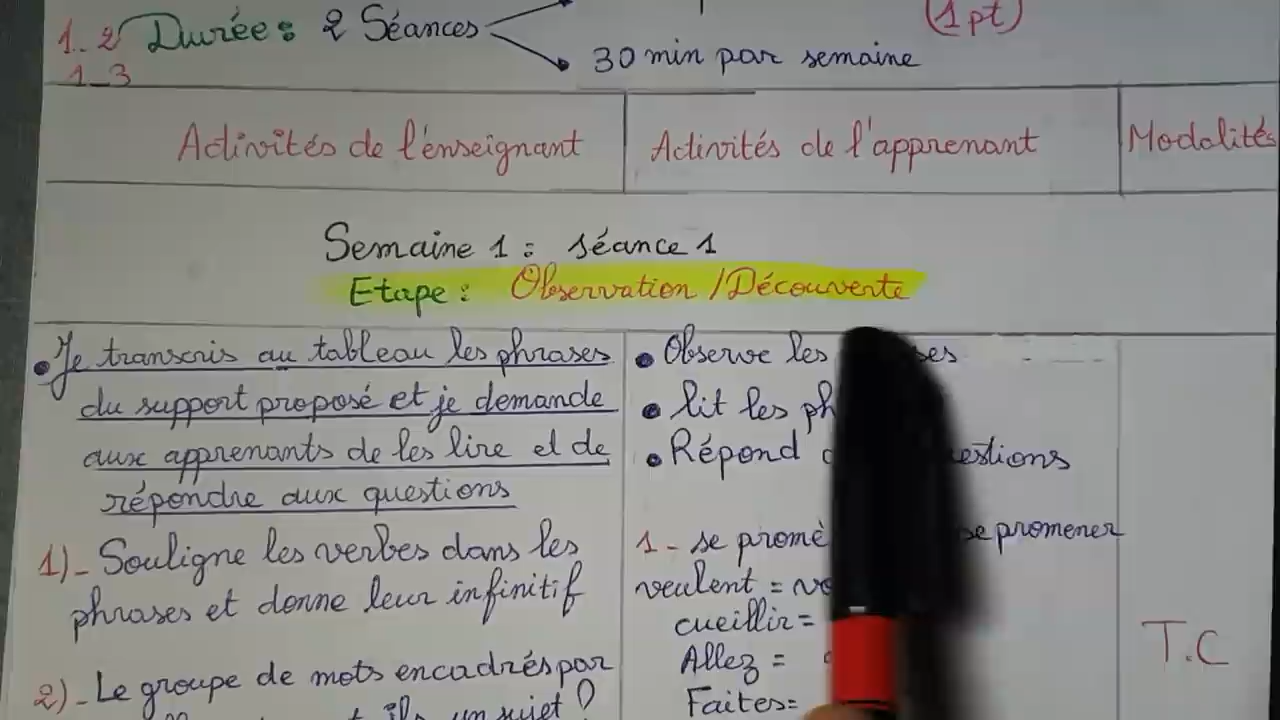 (1pt)
1.2 Durée: 2 Séances
30 min par semaine
1_3
Activités de l'enseignant
Activités de l'apprenant
Modalités
Semaine 1: séance 1
Etape: Observation / Découverte
• Je transcris au tableau les phrases
du support proposé et je demande
aux apprenants de les lire et de
répondre aux questions
1)_ Souligne les verbes dans les
phrases et donne leur infinitif
2)_ Le groupe de mots encadrés par
ils un sujet?
• Observe les
• lit les
• Répond
1- se promener
veulent =
cueillir =
Allez =
Faites=
T.C